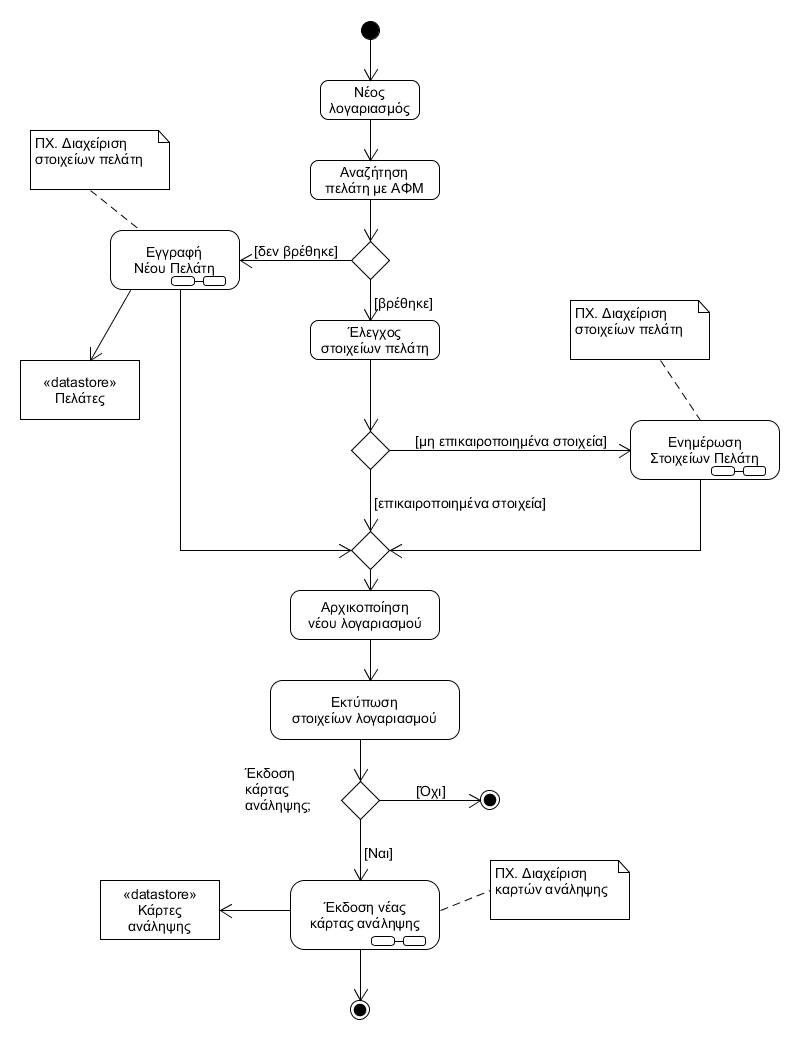 Νέος
λογαριασμός
ΠΧ. Διαχείριση
στοιχείων πελάτη
Αναζήτηση
πελάτη με ΑΦΜ
Εγγραφή
Νέου Πελάτη
[δεν βρέθηκε]
[βρέθηκε]
ΠΧ. Διαχείριση
στοιχείων πελάτη
Έλεγχος
στοιχείων πελάτη
«datastore»
Πελάτες
[μη επικαιροποιημένα στοιχεία]
Ενημέρωση
Στοιχείων Πελάτη
[επικαιροποιημένα στοιχεία]
Αρχικοποίηση
νέου λογαριασμού
Εκτύπωση
στοιχείων λογαριασμού
Έκδοση
κάρτας
ανάληψης;
[Όχι]
[Ναι]
ΠΧ. Διαχείριση
καρτών ανάληψης
«datastore»
Κάρτες
ανάληψης
Έκδοση νέας
κάρτας ανάληψης